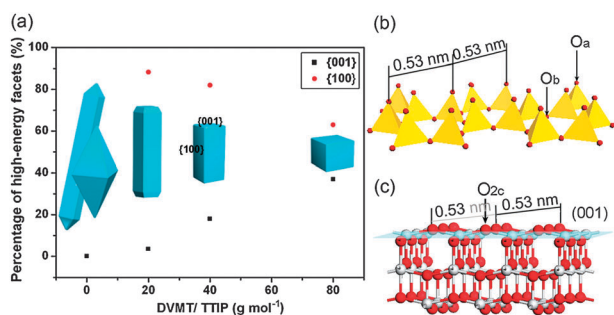 (a)
Percentage of high-energy facets (%)
100
80
60
40
20
0
{001}
{100}
{001}
{100}
0
20
40
60
80
DVMT/ TTIP (g mol⁻¹)
(b)
0.53 nm
0.53 nm
Oa
Ob
(c)
O2c
0.53 nm
0.53 nm
(001)